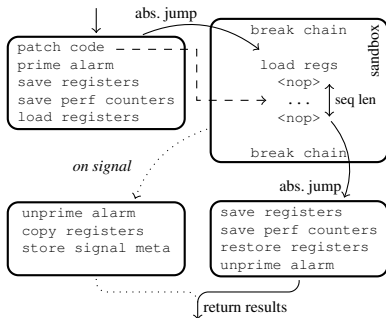 abs. jump
patch code
prime alarm
save registers
save perf counters
load registers
sandbox
break chain
load regs
<nop>
...
<nop>
seq len
break chain
on signal
abs. jump
unprime alarm
copy registers
store signal meta
save registers
save perf counters
restore registers
unprime alarm
return results